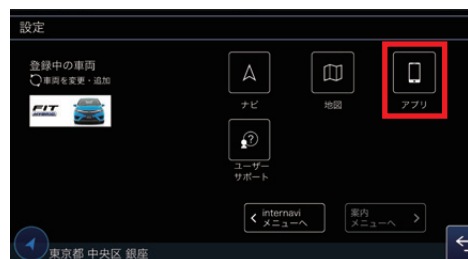 設定
登録中の車両
車両を変更・追加
FIT
HYBRID
ナビ
地図
アプリ
ユーザー
サポート
internavi
メニューへ
案内
メニューへ
東京都 中央区 銀座